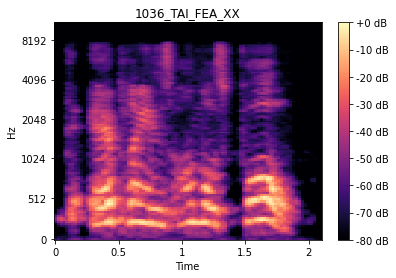 1036_TAI_FEA_XX
8192
4096
2048
1024
512
0
Hz
0
0.5
1
1.5
2
Time
+0 dB
-10 dB
-20 dB
-30 dB
-40 dB
-50 dB
-60 dB
-70 dB
-80 dB